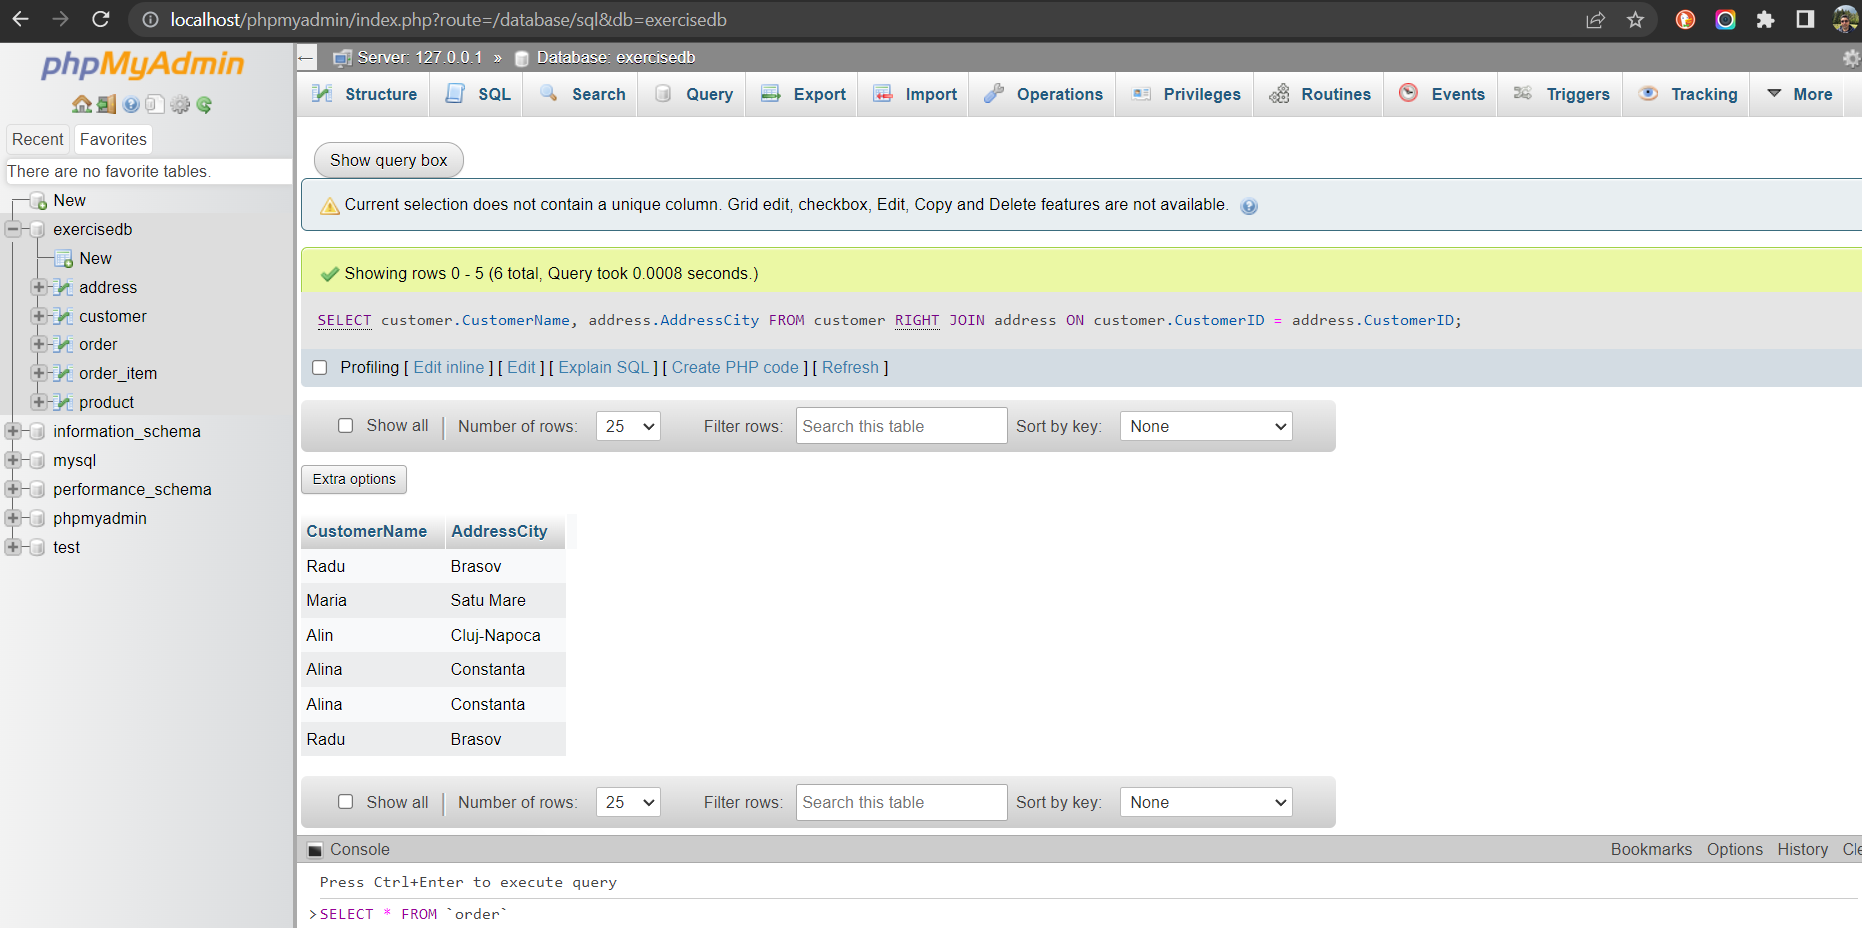 localhost/phpmyadmin/index.php?route=/database/sql&db=exercisedb
phpMyAdmin
Recent Favorites
There are no favorite tables.
New
exercisedb
New
address
customer
order
order_item
product
information_schema
mysql
performance_schema
phpmyadmin
test
Server: 127.0.0.1 » Database: exercisedb
Structure SQL Search Query Export Import Operations Privileges Routines Events Triggers Tracking More
Show query box
Current selection does not contain a unique column. Grid edit, checkbox, Edit, Copy and Delete features are not available.
Showing rows 0 - 5 (6 total, Query took 0.0008 seconds.)
SELECT customer.CustomerName, address.AddressCity FROM customer RIGHT JOIN address ON customer.CustomerID = address.CustomerID;
Profiling [ Edit inline ] [ Edit ] [ Explain SQL ] [ Create PHP code ] [ Refresh ]
Show all Number of rows: 25 Filter rows: Search this table Sort by key: None
Extra options
CustomerName AddressCity
Radu Brasov
Maria Satu Mare
Alin Cluj-Napoca
Alina Constanta
Alina Constanta
Radu Brasov
Show all Number of rows: 25 Filter rows: Search this table Sort by key: None
Console Bookmarks Options History Cle
Press Ctrl+Enter to execute query
>SELECT * FROM `order`